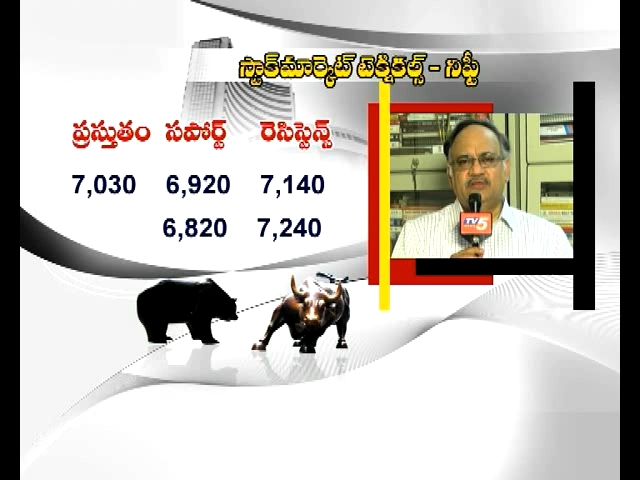 స్టాక్‌మార్కెట్ టెక్నికల్స్ - నిఫ్టీ
ప్రస్తుతం సపోర్ట్ రెసిస్టెన్స్
7,030 6,920 7,140
6,820 7,240
TV5